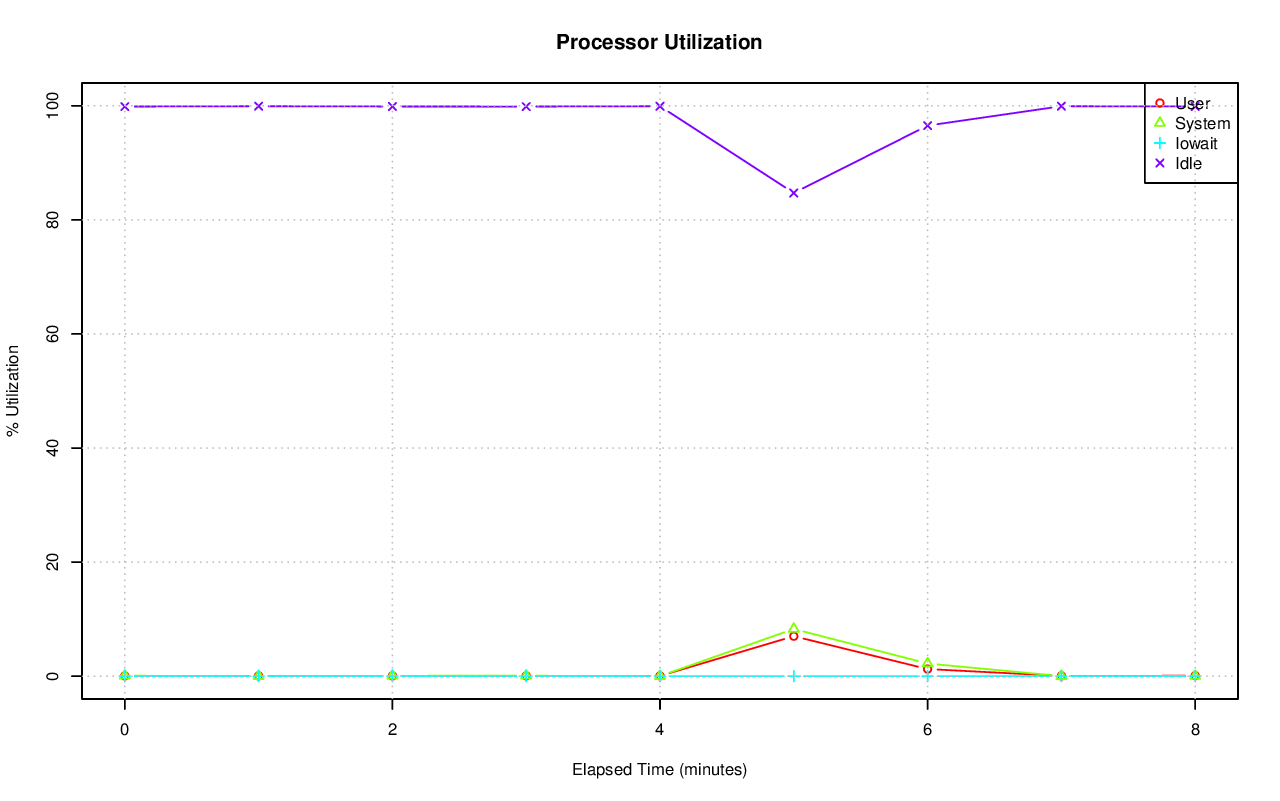 Processor Utilization
User
System
Iowait
Idle
100
80
60
40
20
0
% Utilization
0 2 4 6 8
Elapsed Time (minutes)